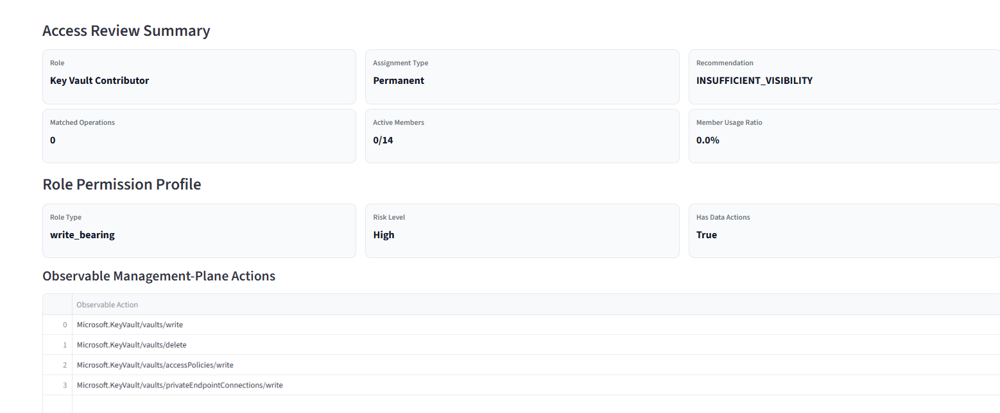 Access Review Summary
Role
Key Vault Contributor
Assignment Type
Permanent
Recommendation
INSUFFICIENT_VISIBILITY
Matched Operations
0
Active Members
0/14
Member Usage Ratio
0.0%
Role Permission Profile
Role Type
write_bearing
Risk Level
High
Has Data Actions
True
Observable Management-Plane Actions
Observable Action
0 Microsoft.KeyVault/vaults/write
1 Microsoft.KeyVault/vaults/delete
2 Microsoft.KeyVault/vaults/accessPolicies/write
3 Microsoft.KeyVault/vaults/privateEndpointConnections/write